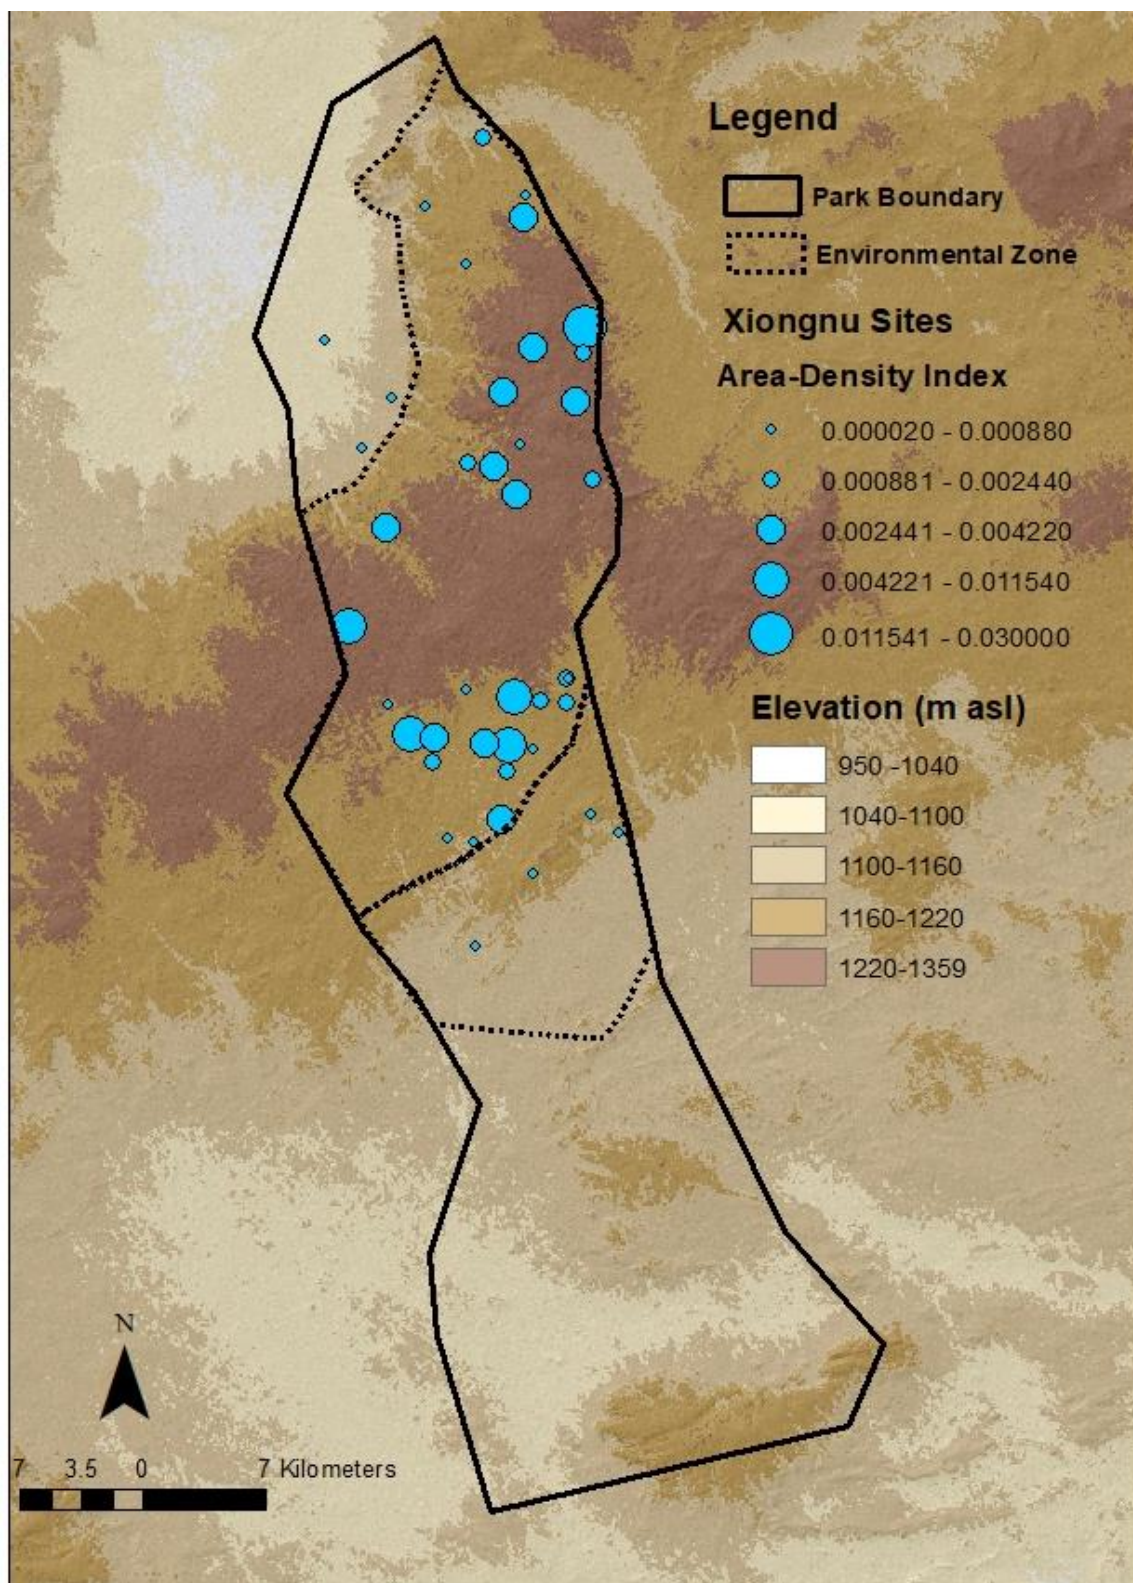 Legend
Park Boundary
Environmental Zone
Xiongnu Sites
Area-Density Index
0.000020 - 0.000880
0.000881 - 0.002440
0.002441 - 0.004220
0.004221 - 0.011540
0.011541 - 0.030000
Elevation (m asl)
950 -1040
1040-1100
1100-1160
1160-1220
1220-1359
N
7 3.5 0 7 Kilometers